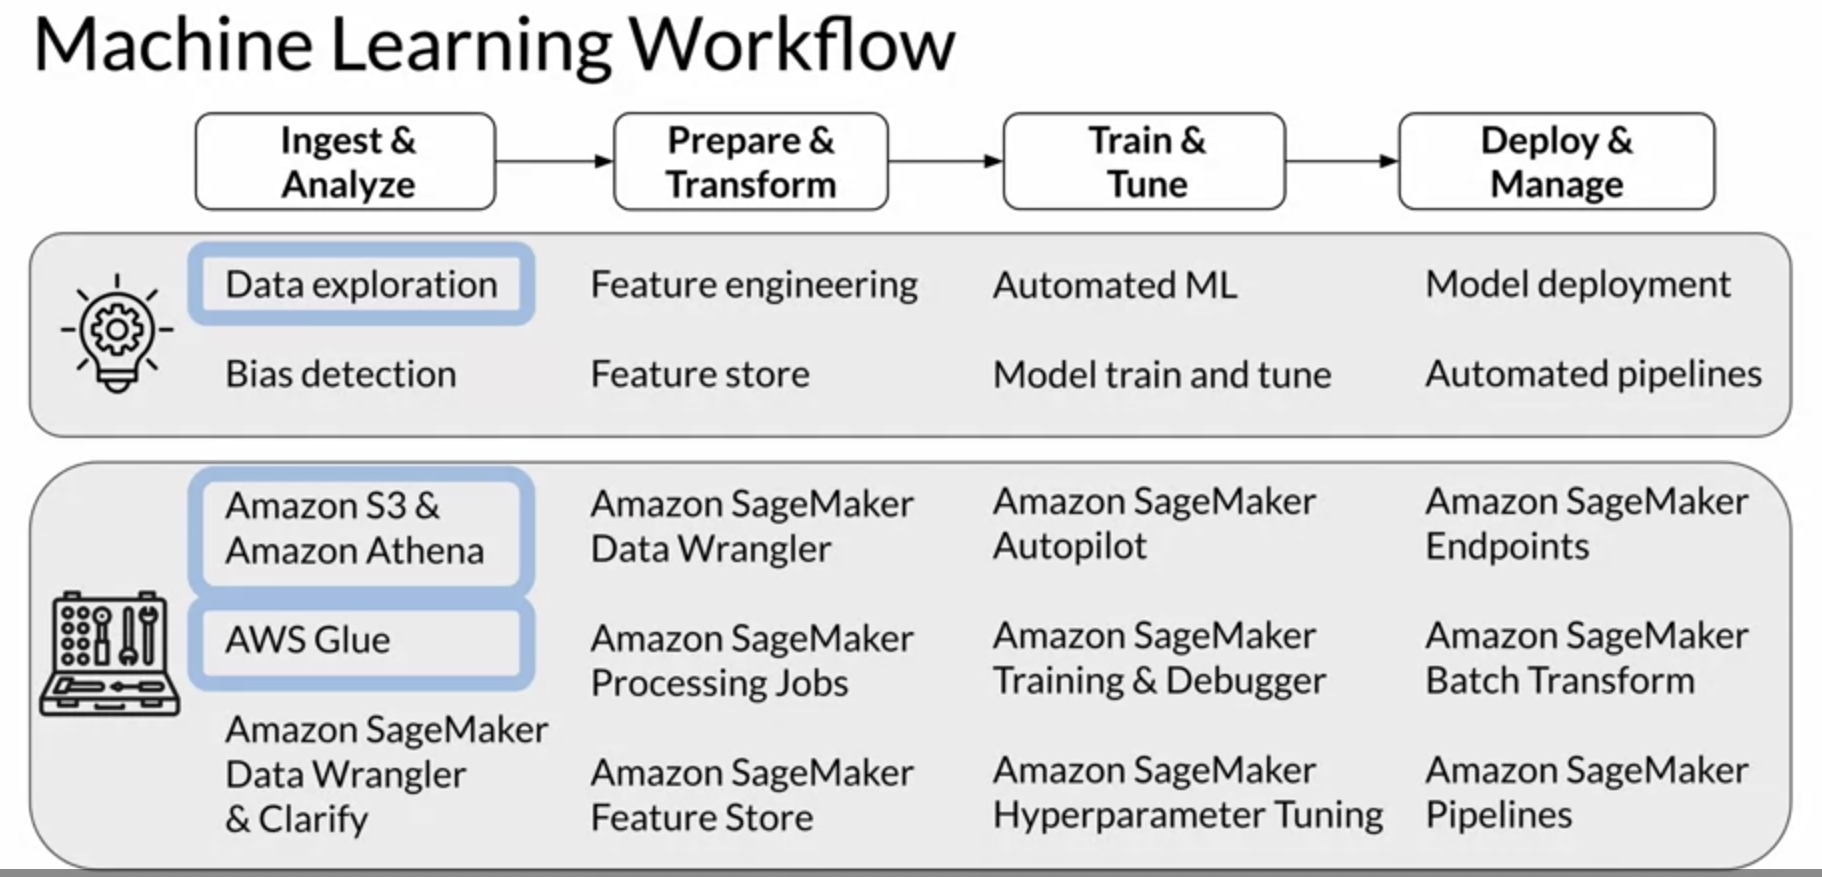 Machine Learning Workflow
Ingest &
Analyze
Prepare &
Transform
Train &
Tune
Deploy &
Manage
Data exploration
Feature engineering
Automated ML
Model deployment
Bias detection
Feature store
Model train and tune
Automated pipelines
Amazon S3 &
Amazon Athena
AWS Glue
Amazon SageMaker
Data Wrangler
& Clarify
Amazon SageMaker
Data Wrangler
Amazon SageMaker
Processing Jobs
Amazon SageMaker
Feature Store
Amazon SageMaker
Autopilot
Amazon SageMaker
Training & Debugger
Amazon SageMaker
Hyperparameter Tuning
Amazon SageMaker
Endpoints
Amazon SageMaker
Batch Transform
Amazon SageMaker
Pipelines